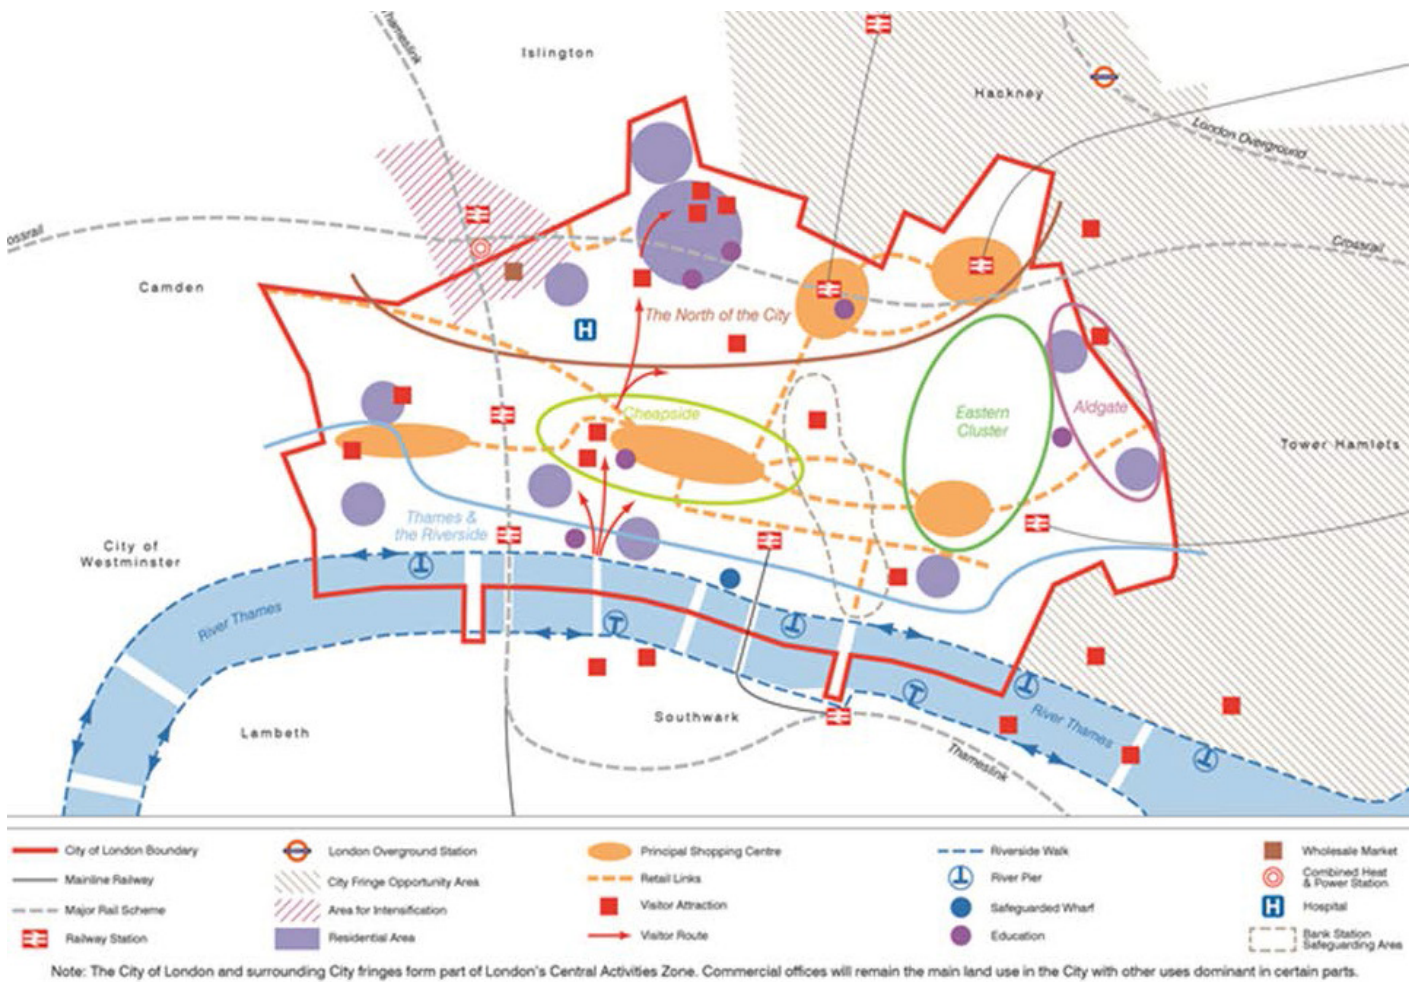 Thameslink
Islington
Hackney
London Overground
Crossrail
Crossrail
Camden
H
The North of the City
Cheapside
Eastern
Cluster
Aldgate
Tower Hamlets
Thames &
the Riverside
City of
Westminster
River Thames
Southwark
River Thames
Lambeth
Thameslink
City of London Boundary
Mainline Railway
Major Rail Scheme
Railway Station
London Overground Station
City Fringe Opportunity Area
Area for Intensification
Residential Area
Principal Shopping Centre
Retail Links
Visitor Attraction
Visitor Route
Riverside Walk
River Pier
Safeguarded Wharf
Education
Wholesale Market
Combined Heat
& Power Station
H
Hospital
Bank Station
Safeguarding Area
Note: The City of London and surrounding City fringes form part of London's Central Activities Zone. Commercial offices will remain the main land use in the City with other uses dominant in certain parts.